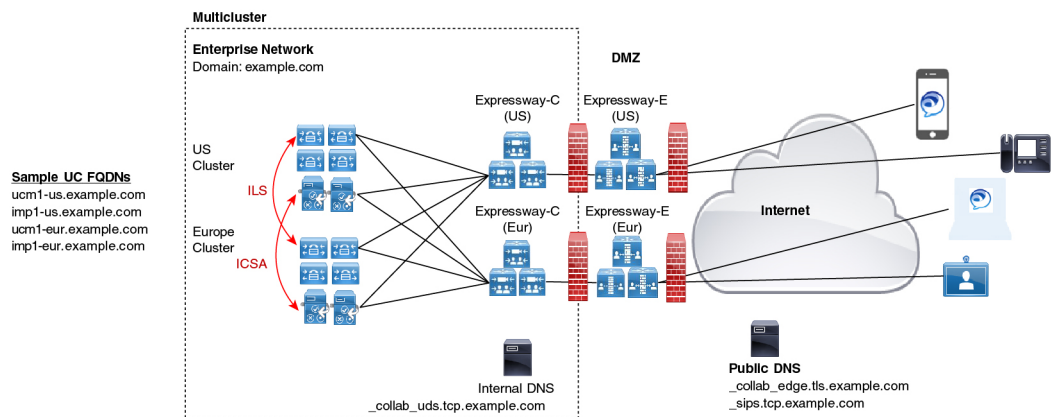 Multicluster
Enterprise Network
Domain: example.com
DMZ
Expressway-C
(US)
Expressway-E
(US)
US
Cluster
Sample UC FQDNs
ucm1-us.example.com
imp1-us.example.com
ucm1-eur.example.com
imp1-eur.example.com
ILS
Europe
Cluster
ICSA
Expressway-C
(Eur)
Expressway-E
(Eur)
Internet
Internal DNS
_collab_uds.tcp.example.com
Public DNS
_collab_edge.tls.example.com
_sips.tcp.example.com